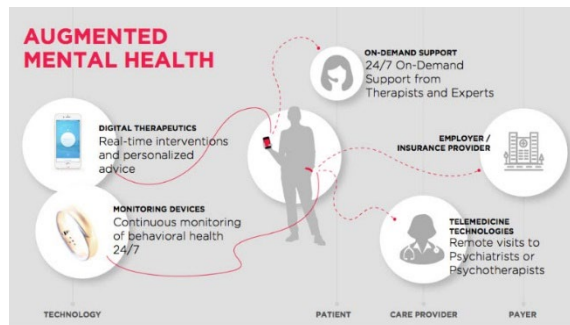 AUGMENTED
MENTAL HEALTH
ON-DEMAND SUPPORT
24/7 On-Demand
Support from
Therapists and Experts
DIGITAL THERAPEUTICS
Real-time interventions
and personalized
advice
EMPLOYER /
INSURANCE PROVIDER
MONITORING DEVICES
Continuous monitoring
of behavioral health
24/7
TELEMEDICINE
TECHNOLOGIES
Remote visits to
Psychiatrists or
Psychotherapists
TECHNOLOGY
PATIENT
CARE PROVIDER
PAYER